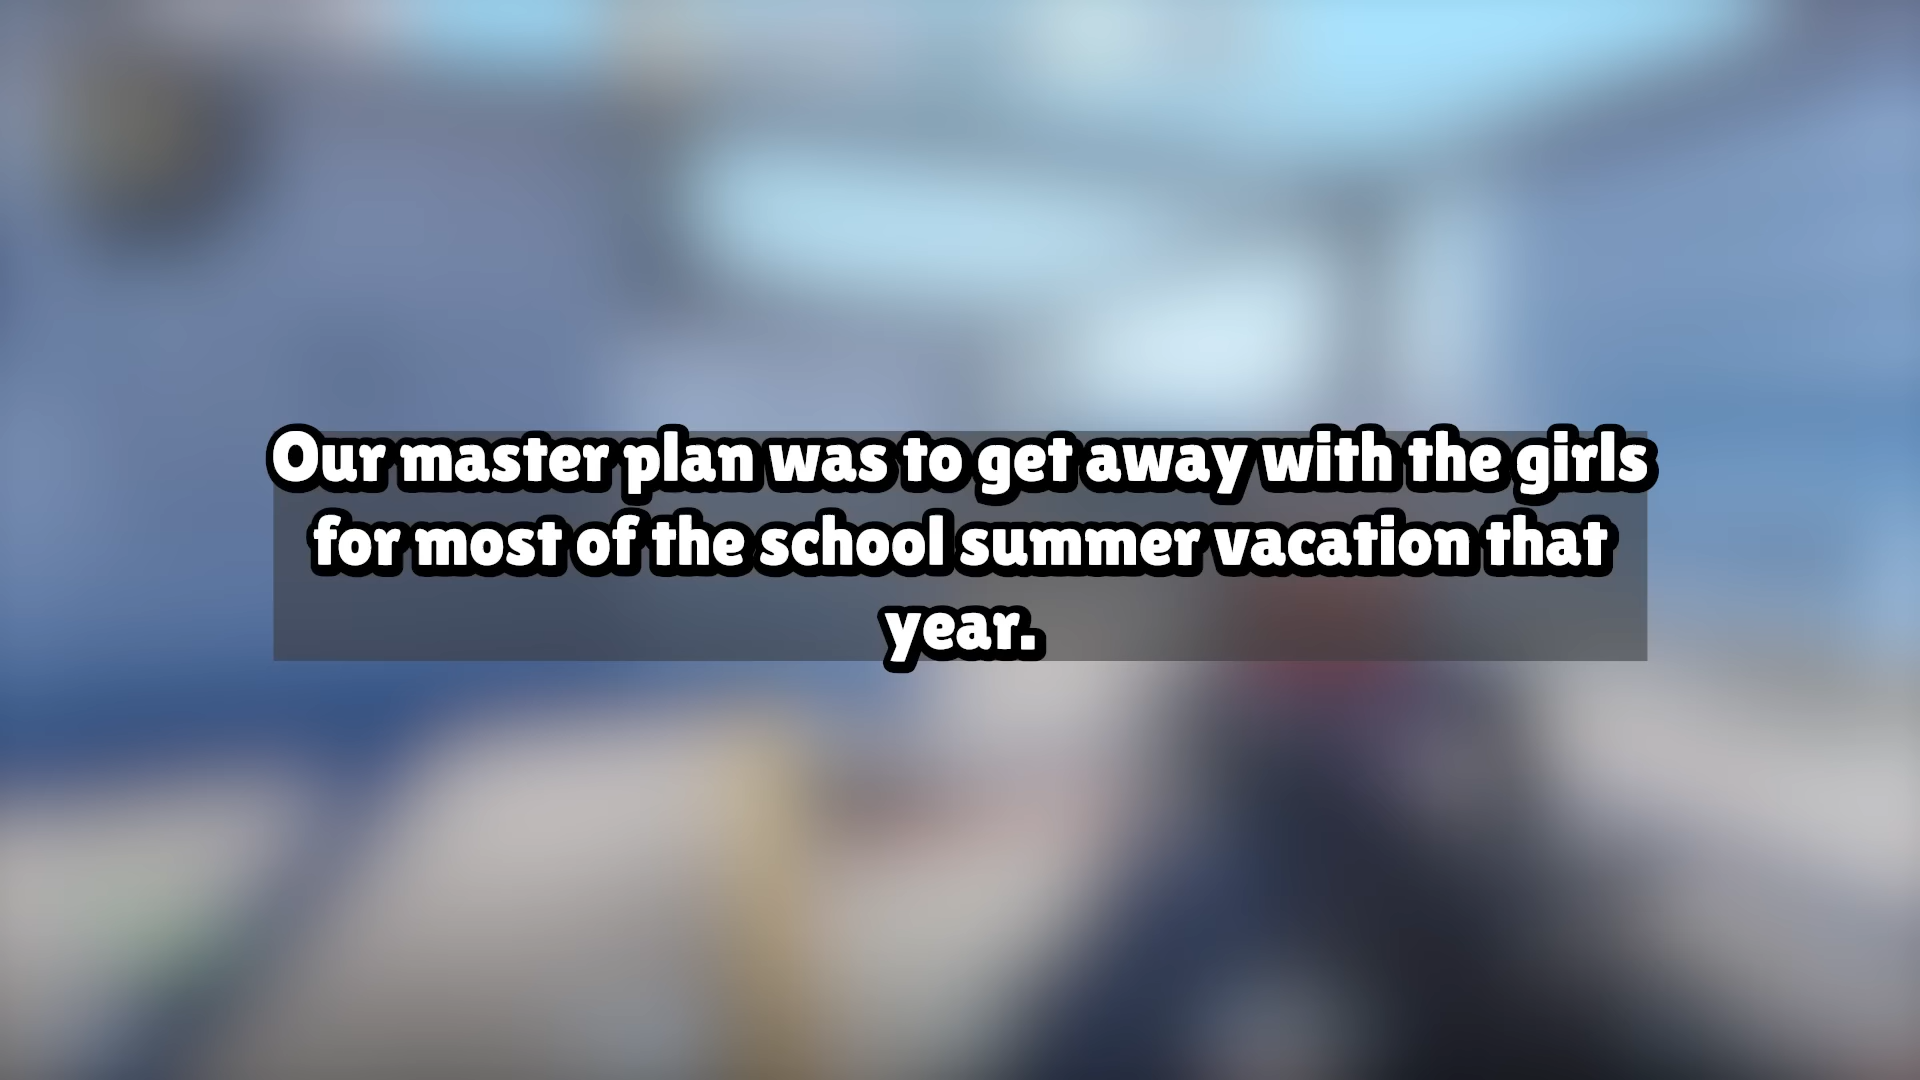 Our master plan was to get away with the girls
for most of the school summer vacation that
year.